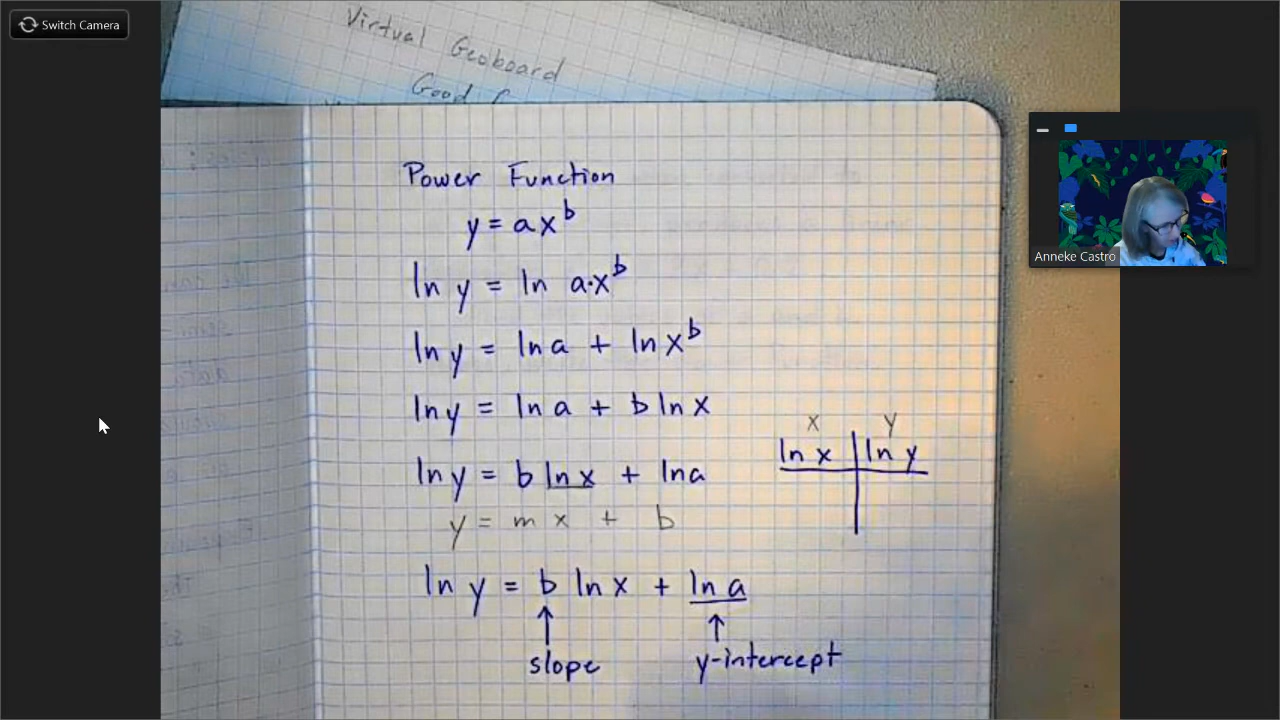 Switch Camera
Virtual Geoboard
Good
Power Function
y = ax^b
ln y = ln a·x^b
ln y = ln a + ln x^b
ln y = ln a + b ln x
x y
ln x ln y
ln y = b ln x + ln a
y = m x + b
ln y = b ln x + ln a
slope y-intercept
Anneke Castro